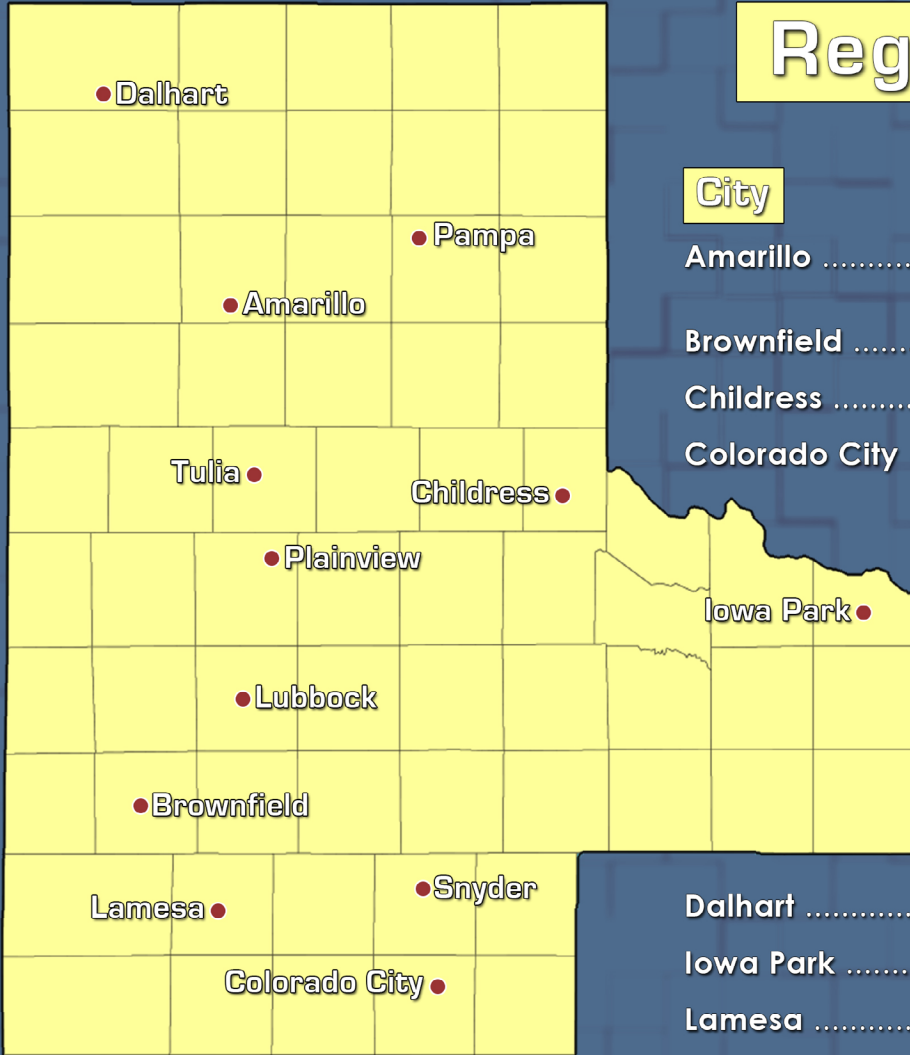 Reg
Dalhart
City
Pampa
Amarillo ..........
Amarillo
Brownfield ......
Childress .........
Colorado City
Tulia
Childress
Plainview
Iowa Park
Lubbock
Brownfield
Snyder
Lamesa
Dalhart ............
Iowa Park .......
Colorado City
Lamesa ...........